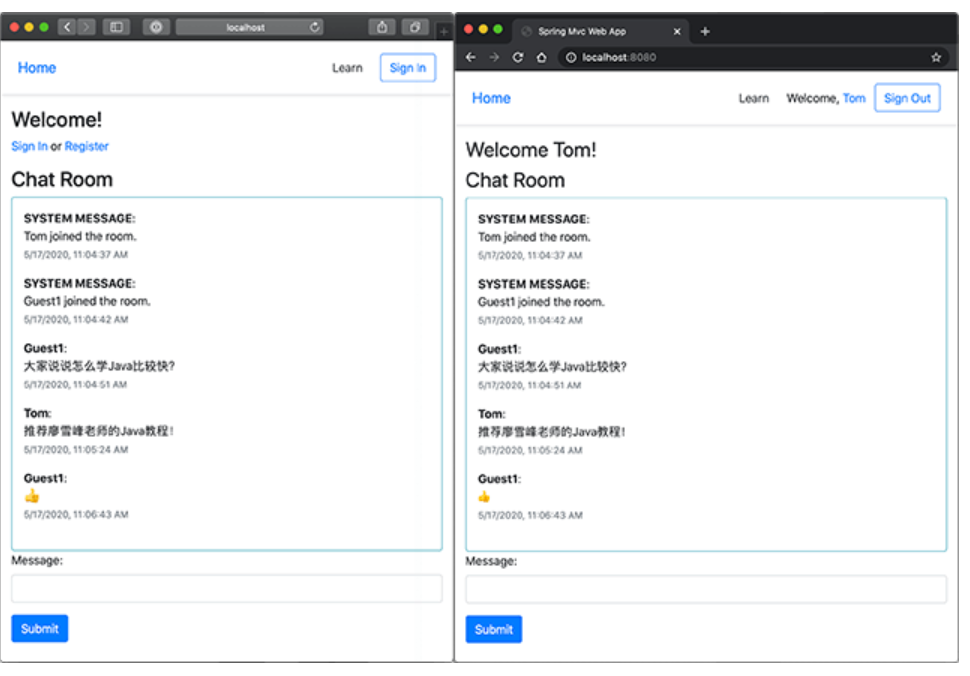 localhost
Home
Learn
Sign In
Welcome!
Sign In or Register
Chat Room
SYSTEM MESSAGE:
Tom joined the room.
5/17/2020, 11:04:37 AM
SYSTEM MESSAGE:
Guest1 joined the room.
5/17/2020, 11:04:42 AM
Guest1:
大家说说怎么学Java比较快?
5/17/2020, 11:04:51 AM
Tom:
推荐廖雪峰老师的Java教程!
5/17/2020, 11:05:24 AM
Guest1:
👍
5/17/2020, 11:06:43 AM
Message:
Submit
Spring Mvc Web App
localhost:8080
Home
Learn
Welcome, Tom
Sign Out
Welcome Tom!
Chat Room
SYSTEM MESSAGE:
Tom joined the room.
5/17/2020, 11:04:37 AM
SYSTEM MESSAGE:
Guest1 joined the room.
5/17/2020, 11:04:42 AM
Guest1:
大家说说怎么学Java比较快?
5/17/2020, 11:04:51 AM
Tom:
推荐廖雪峰老师的Java教程!
5/17/2020, 11:05:24 AM
Guest1:
👍
5/17/2020, 11:06:43 AM
Message:
Submit